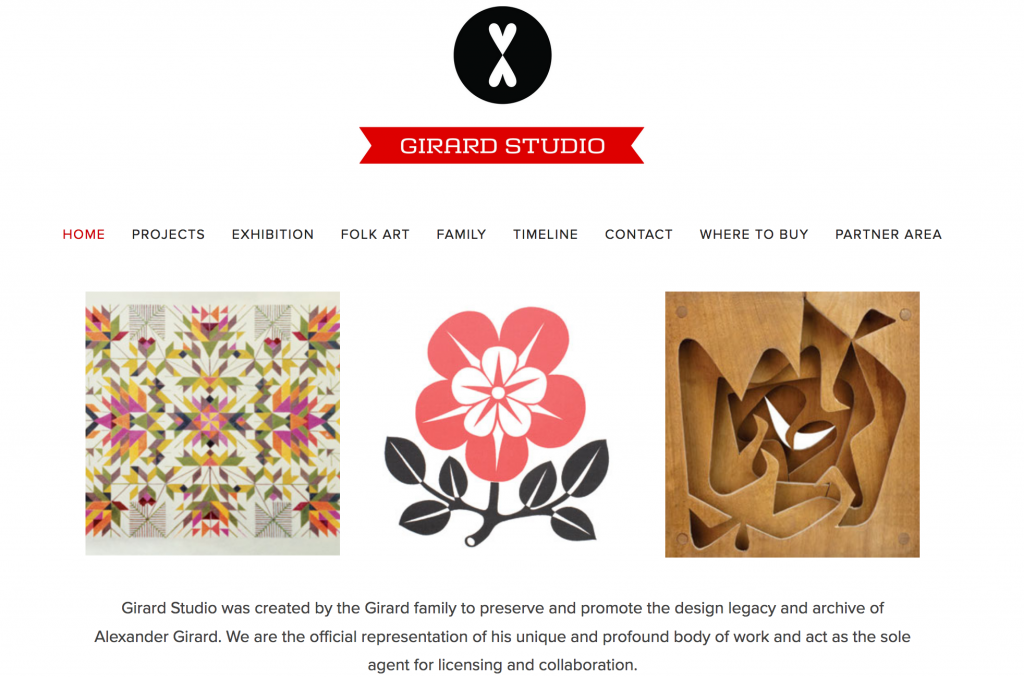 GIRARD STUDIO
HOME PROJECTS EXHIBITION FOLK ART FAMILY TIMELINE CONTACT WHERE TO BUY PARTNER AREA
Girard Studio was created by the Girard family to preserve and promote the design legacy and archive of
Alexander Girard. We are the official representation of his unique and profound body of work and act as the sole
agent for licensing and collaboration.